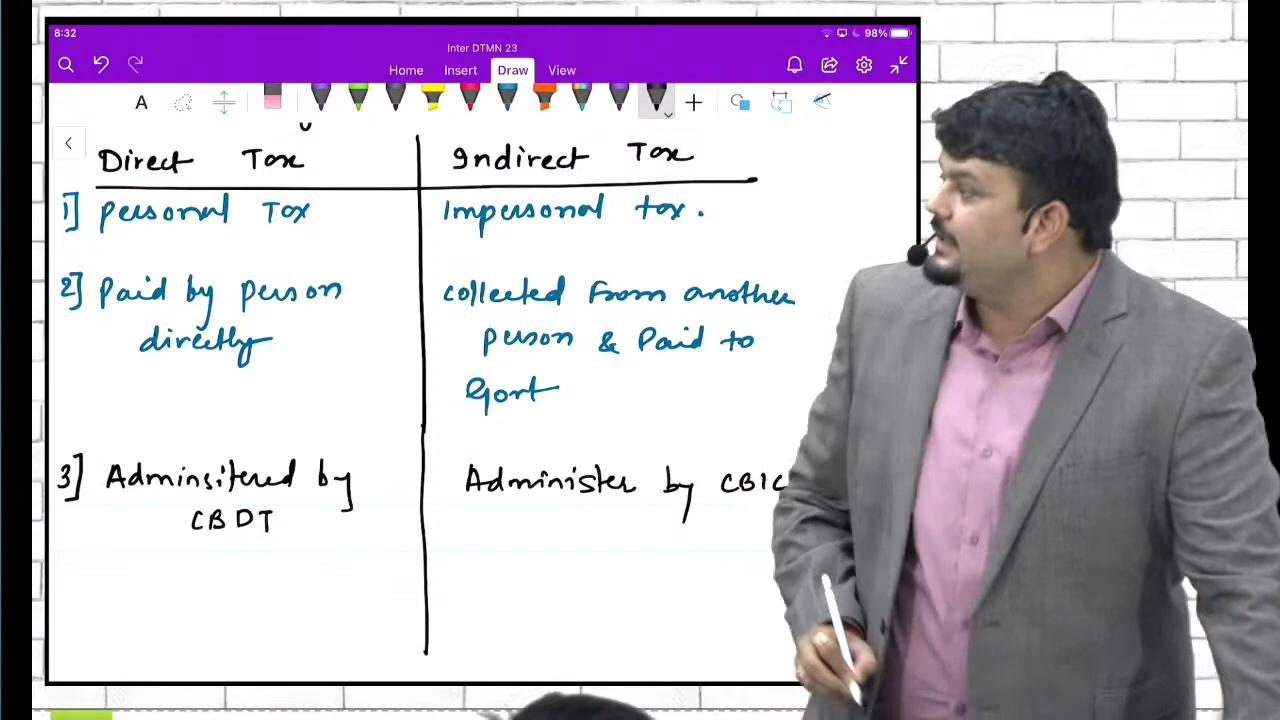 8:32
98%
Inter DTMN 23
Home Insert Draw View
A
Direct Tax
Indirect Tax
1] Personal Tax
Impersonal tax.
2] Paid by person
directly
collected from another
person & Paid to
Govt
3] Adminsitered by
CBDT
Administer by CBIC